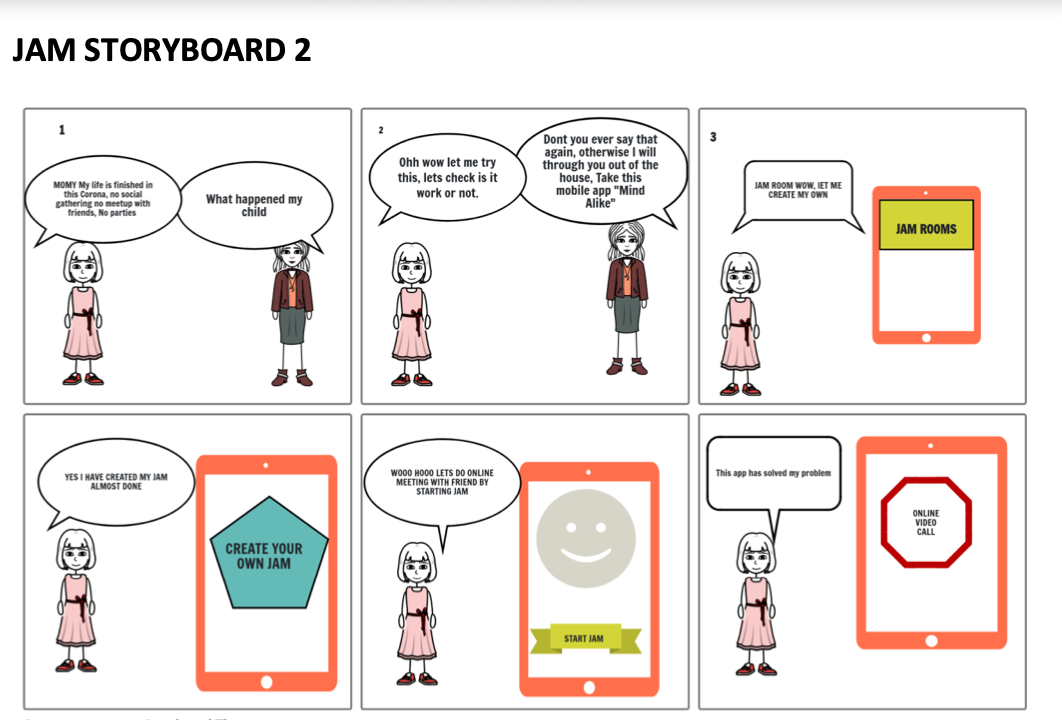 JAM STORYBOARD 2
1
MOMY My life is finished in
this Corona, no social
gathering no meetup with
friends, No parties
What happened my
child
2
Ohh wow let me try
this, lets check is it
work or not.
Dont you ever say that
again, otherwise I will
through you out of the
house, Take this
mobile app "Mind
Alike"
3
JAM ROOM WOW, lET ME
CREATE MY OWN
JAM ROOMS
YES I HAVE CREATED MY JAM
ALMOST DONE
CREATE YOUR
OWN JAM
WOOO HOOO LETS DO ONLINE
MEETING WITH FRIEND BY
STARTING JAM
START JAM
This app has solved my problem
ONLINE
VIDEO
CALL